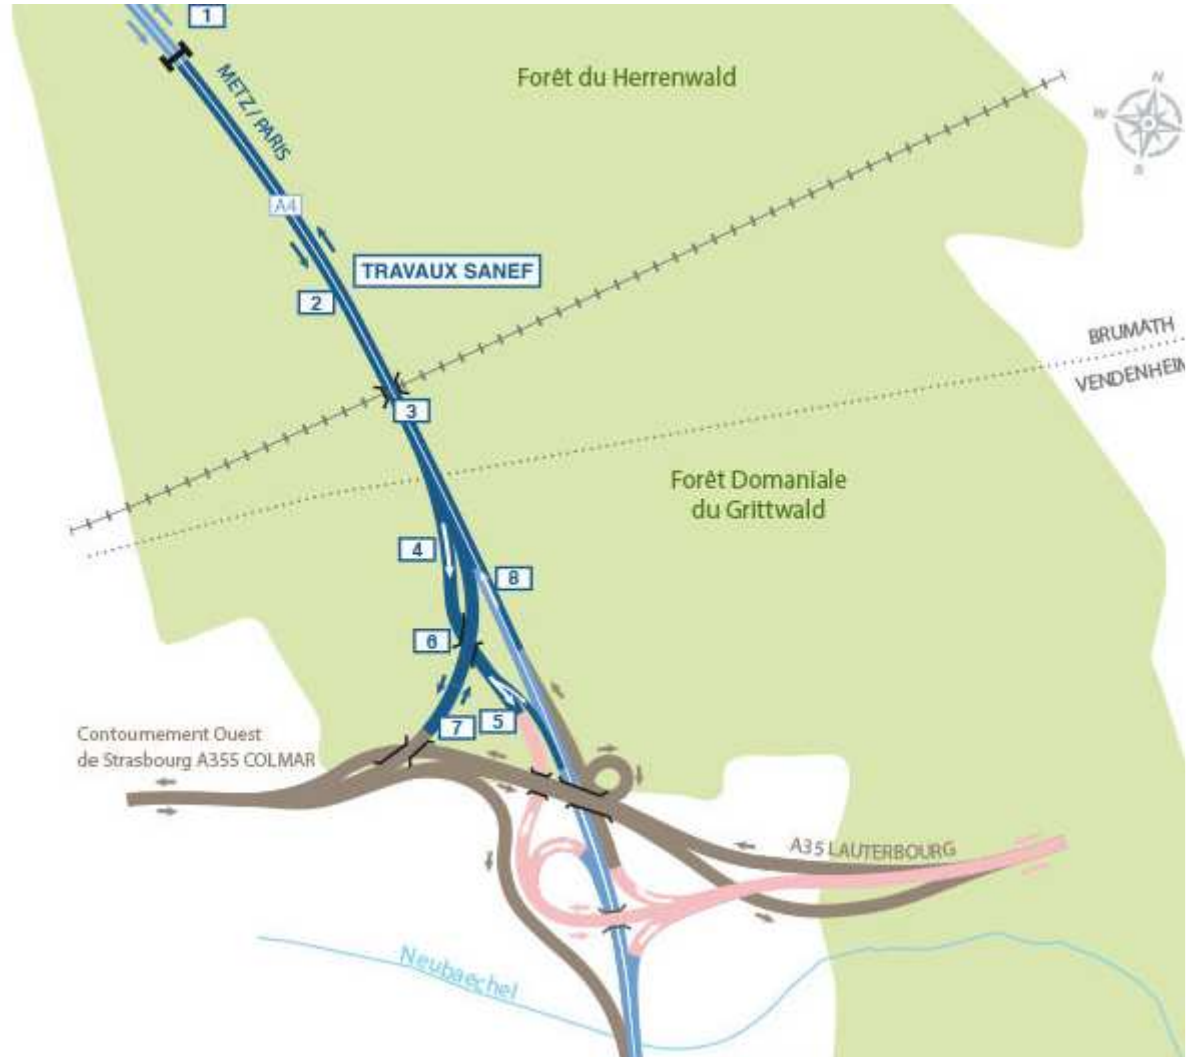 1
Forêt du Herrenwald
N
W
S
METZ / PARIS
A4
TRAVAUX SANEF
2
BRUMATH
VENDENHEIM
3
Forêt Domaniale
du Grittwald
4
8
6
5
7
Contournement Ouest
de Strasbourg A355 COLMAR
A35 LAUTERBOURG
Neubaechel